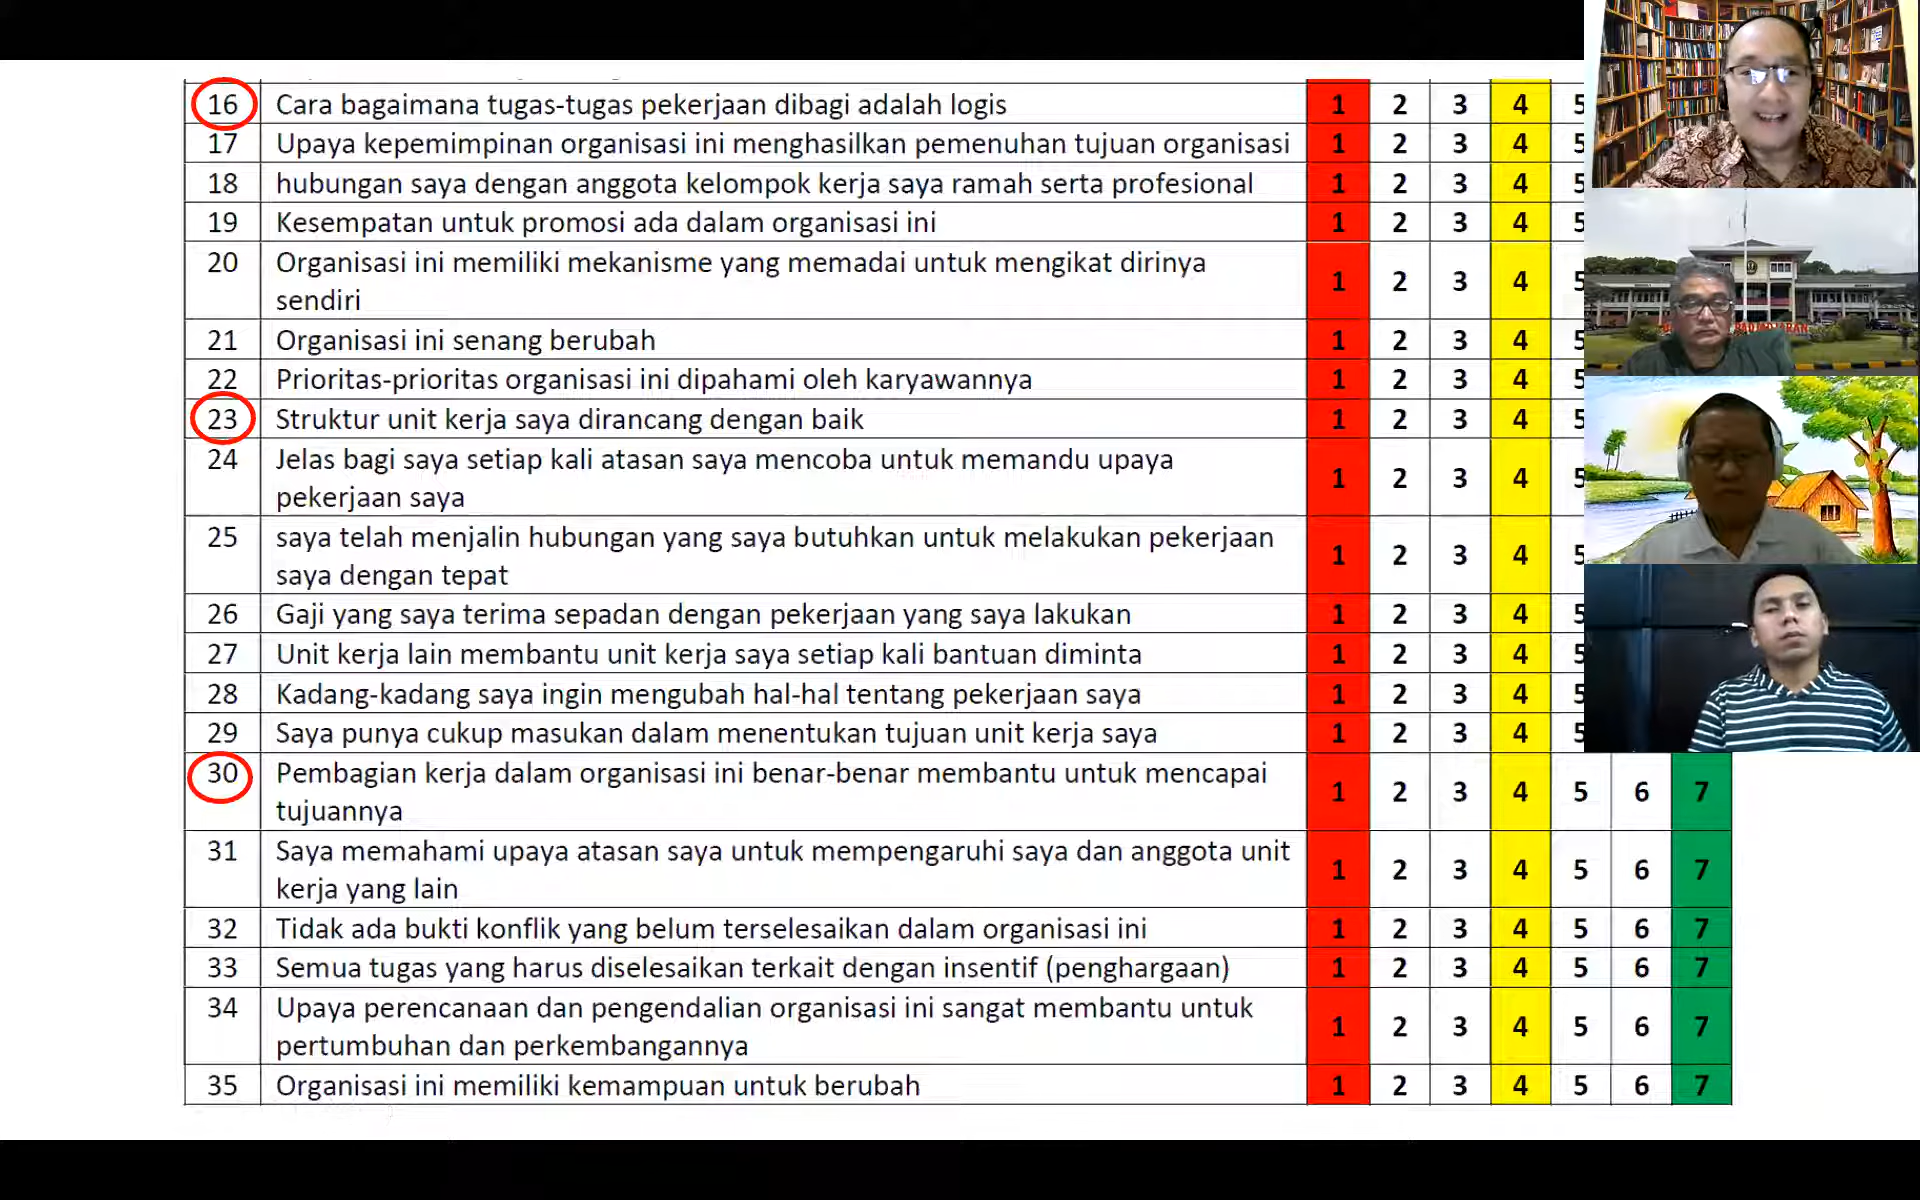 16 Cara bagaimana tugas-tugas pekerjaan dibagi adalah logis 1 2 3 4 5
17 Upaya kepemimpinan organisasi ini menghasilkan pemenuhan tujuan organisasi 1 2 3 4 5
18 hubungan saya dengan anggota kelompok kerja saya ramah serta profesional 1 2 3 4 5
19 Kesempatan untuk promosi ada dalam organisasi ini 1 2 3 4 5
20 Organisasi ini memiliki mekanisme yang memadai untuk mengikat dirinya
sendiri 1 2 3 4 5
21 Organisasi ini senang berubah 1 2 3 4 5
22 Prioritas-prioritas organisasi ini dipahami oleh karyawannya 1 2 3 4 5
23 Struktur unit kerja saya dirancang dengan baik 1 2 3 4 5
24 Jelas bagi saya setiap kali atasan saya mencoba untuk memandu upaya
pekerjaan saya 1 2 3 4 5
25 saya telah menjalin hubungan yang saya butuhkan untuk melakukan pekerjaan
saya dengan tepat 1 2 3 4 5
26 Gaji yang saya terima sepadan dengan pekerjaan yang saya lakukan 1 2 3 4 5
27 Unit kerja lain membantu unit kerja saya setiap kali bantuan diminta 1 2 3 4 5
28 Kadang-kadang saya ingin mengubah hal-hal tentang pekerjaan saya 1 2 3 4 5
29 Saya punya cukup masukan dalam menentukan tujuan unit kerja saya 1 2 3 4 5
30 Pembagian kerja dalam organisasi ini benar-benar membantu untuk mencapai
tujuannya 1 2 3 4 5 6 7
31 Saya memahami upaya atasan saya untuk mempengaruhi saya dan anggota unit
kerja yang lain 1 2 3 4 5 6 7
32 Tidak ada bukti konflik yang belum terselesaikan dalam organisasi ini 1 2 3 4 5 6 7
33 Semua tugas yang harus diselesaikan terkait dengan insentif (penghargaan) 1 2 3 4 5 6 7
34 Upaya perencanaan dan pengendalian organisasi ini sangat membantu untuk
pertumbuhan dan perkembangannya 1 2 3 4 5 6 7
35 Organisasi ini memiliki kemampuan untuk berubah 1 2 3 4 5 6 7